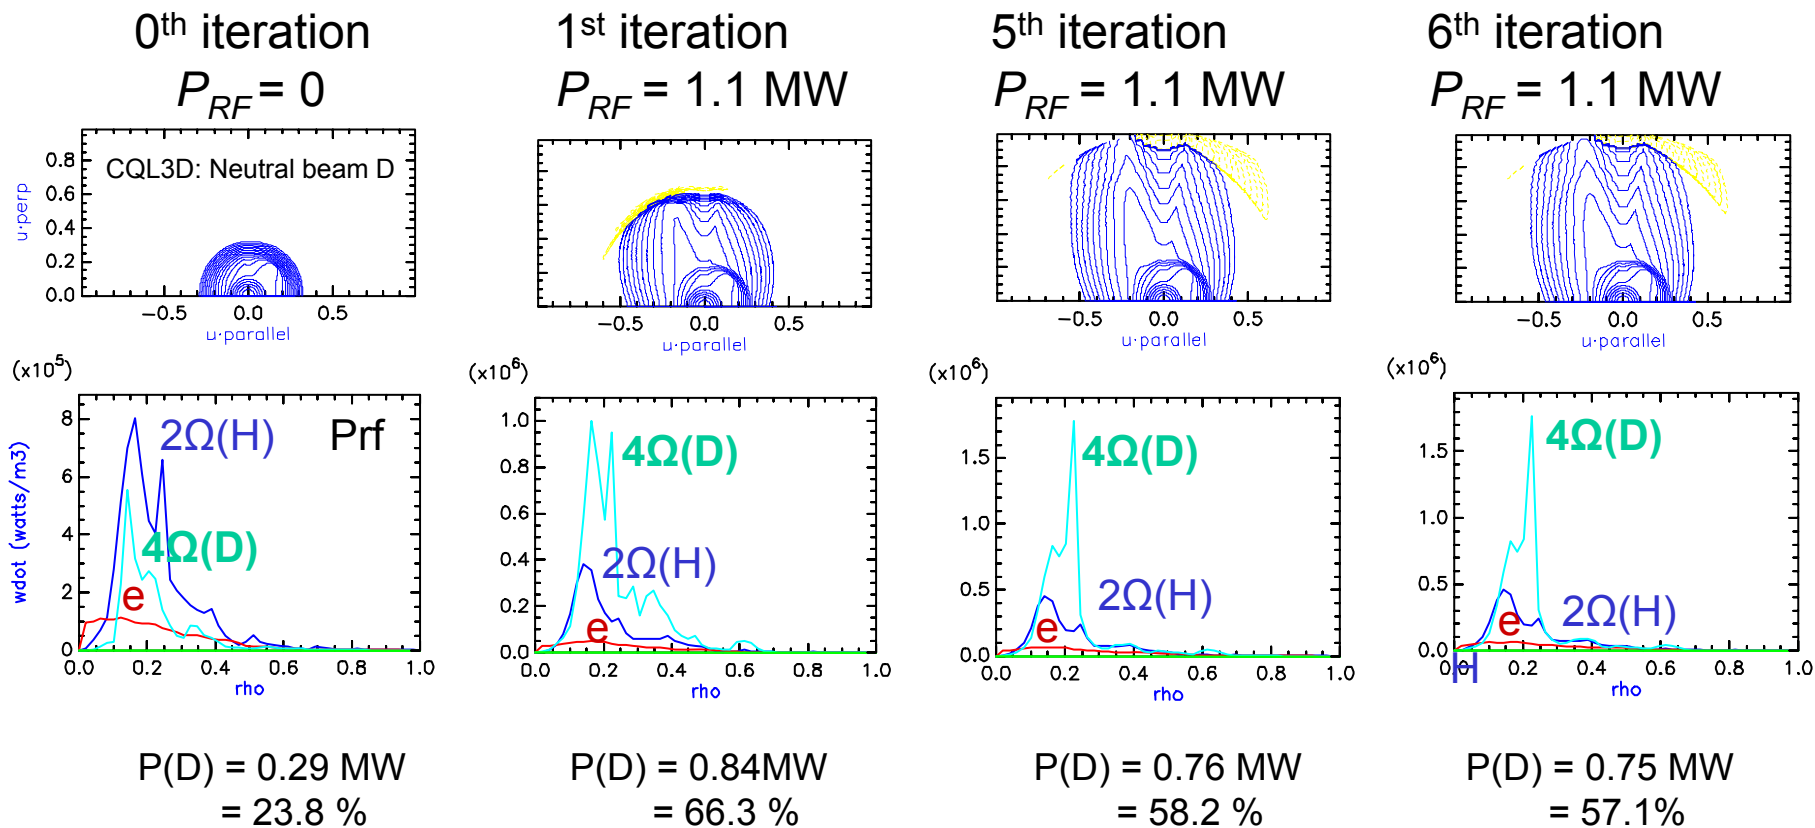 0th iteration
P_RF = 0
1st iteration
P_RF = 1.1 MW
5th iteration
P_RF = 1.1 MW
6th iteration
P_RF = 1.1 MW
CQL3D: Neutral beam D
u-perp
0.8
0.6
0.4
0.2
0.0
−0.5 0.0 0.5
u-parallel
−0.5 0.0 0.5
u-parallel
−0.5 0.0 0.5
u-parallel
−0.5 0.0 0.5
u-parallel
(x10^5)
wdot (watts/m3)
8
6
4
2
0
2Ω(H)
Prf
4Ω(D)
e
0.0 0.2 0.4 0.6 0.8 1.0
rho
(x10^6)
1.0
0.8
0.6
0.4
0.2
0.0
4Ω(D)
2Ω(H)
e
0.0 0.2 0.4 0.6 0.8 1.0
rho
(x10^6)
1.5
1.0
0.5
0.0
4Ω(D)
2Ω(H)
e
0.0 0.2 0.4 0.6 0.8 1.0
rho
(x10^6)
1.5
1.0
0.5
0.0
4Ω(D)
2Ω(H)
e
H
0.0 0.2 0.4 0.6 0.8 1.0
rho
P(D) = 0.29 MW
= 23.8 %
P(D) = 0.84MW
= 66.3 %
P(D) = 0.76 MW
= 58.2 %
P(D) = 0.75 MW
= 57.1%